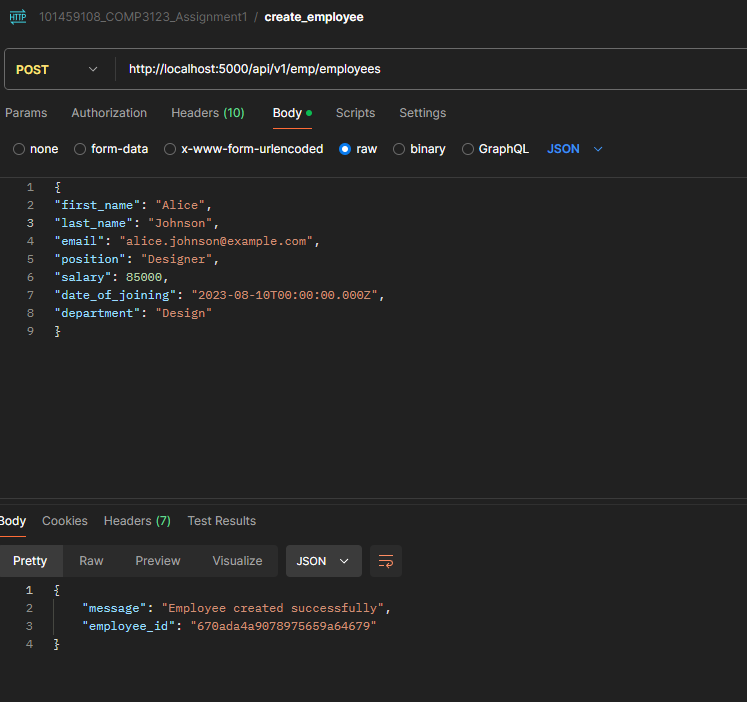 HTTP 101459108_COMP3123_Assignment1 / create_employee
POST http://localhost:5000/api/v1/emp/employees
Params Authorization Headers (10) Body Scripts Settings
none form-data x-www-form-urlencoded raw binary GraphQL JSON
1 {
2 "first_name": "Alice",
3 "last_name": "Johnson",
4 "email": "alice.johnson@example.com",
5 "position": "Designer",
6 "salary": 85000,
7 "date_of_joining": "2023-08-10T00:00:00.000Z",
8 "department": "Design"
9 }
Body Cookies Headers (7) Test Results
Pretty Raw Preview Visualize JSON
1 {
2 "message": "Employee created successfully",
3 "employee_id": "670ada4a9078975659a64679"
4 }